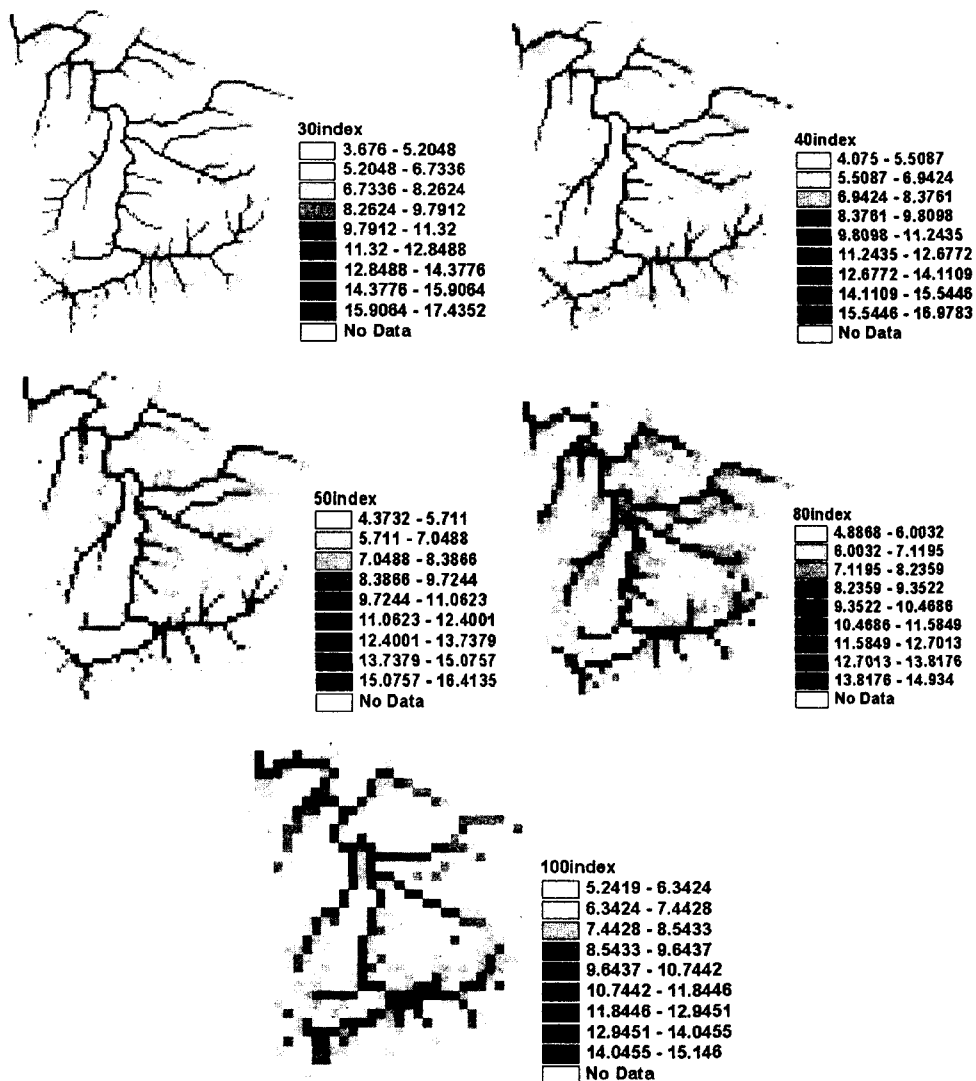 30index
3.676 - 5.2048
5.2048 - 6.7336
6.7336 - 8.2624
8.2624 - 9.7912
9.7912 - 11.32
11.32 - 12.8488
12.8488 - 14.3776
14.3776 - 15.9064
15.9064 - 17.4352
No Data
40index
4.075 - 5.5087
5.5087 - 6.9424
6.9424 - 8.3761
8.3761 - 9.8098
9.8098 - 11.2435
11.2435 - 12.6772
12.6772 - 14.1109
14.1109 - 15.5446
15.5446 - 16.9783
No Data
50index
4.3732 - 5.711
5.711 - 7.0488
7.0488 - 8.3866
8.3866 - 9.7244
9.7244 - 11.0623
11.0623 - 12.4001
12.4001 - 13.7379
13.7379 - 15.0757
15.0757 - 16.4135
No Data
80index
4.8868 - 6.0032
6.0032 - 7.1195
7.1195 - 8.2359
8.2359 - 9.3522
9.3522 - 10.4686
10.4686 - 11.5849
11.5849 - 12.7013
12.7013 - 13.8176
13.8176 - 14.934
No Data
100index
5.2419 - 6.3424
6.3424 - 7.4428
7.4428 - 8.5433
8.5433 - 9.6437
9.6437 - 10.7442
10.7442 - 11.8446
11.8446 - 12.9451
12.9451 - 14.0455
14.0455 - 15.146
No Data